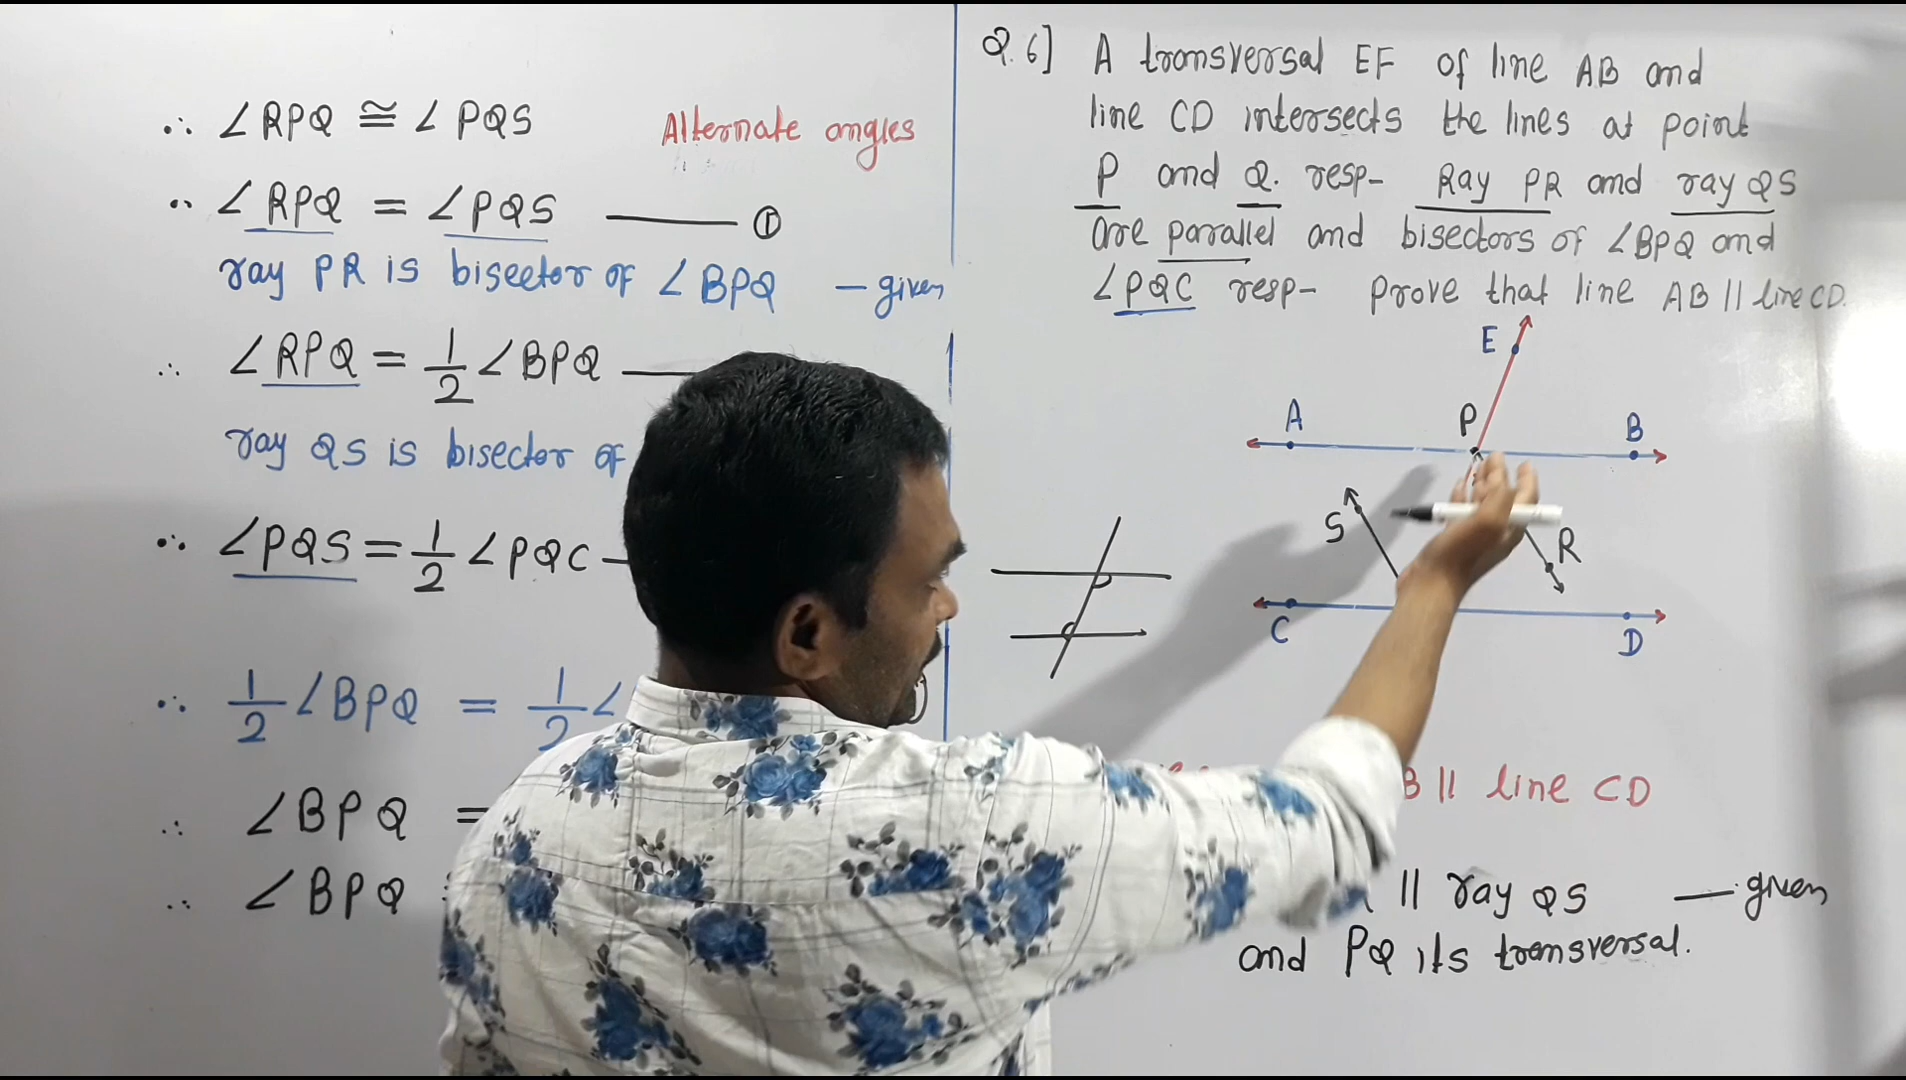 ∴ ∠RPQ ≅ ∠PQS Alternate angles
∴ ∠RPQ = ∠PQS —— ①
ray PR is bisector of ∠BPQ — given
∴ ∠RPQ = 1/2 ∠BPQ —
ray QS is bisector of
∴ ∠PQS = 1/2 ∠PQC —
∴ 1/2 ∠BPQ = 1/2 ∠
∴ ∠BPQ =
∴ ∠BPQ
Q.6] A transversal EF of line AB and
line CD intersects the lines at point
P and Q. resp- Ray PR and ray QS
are parallel and bisectors of ∠BPQ and
∠PQC resp- Prove that line AB || line CD.
E
A P B
S R
C D
B || line CD
|| ray QS — given
and PQ its transversal.